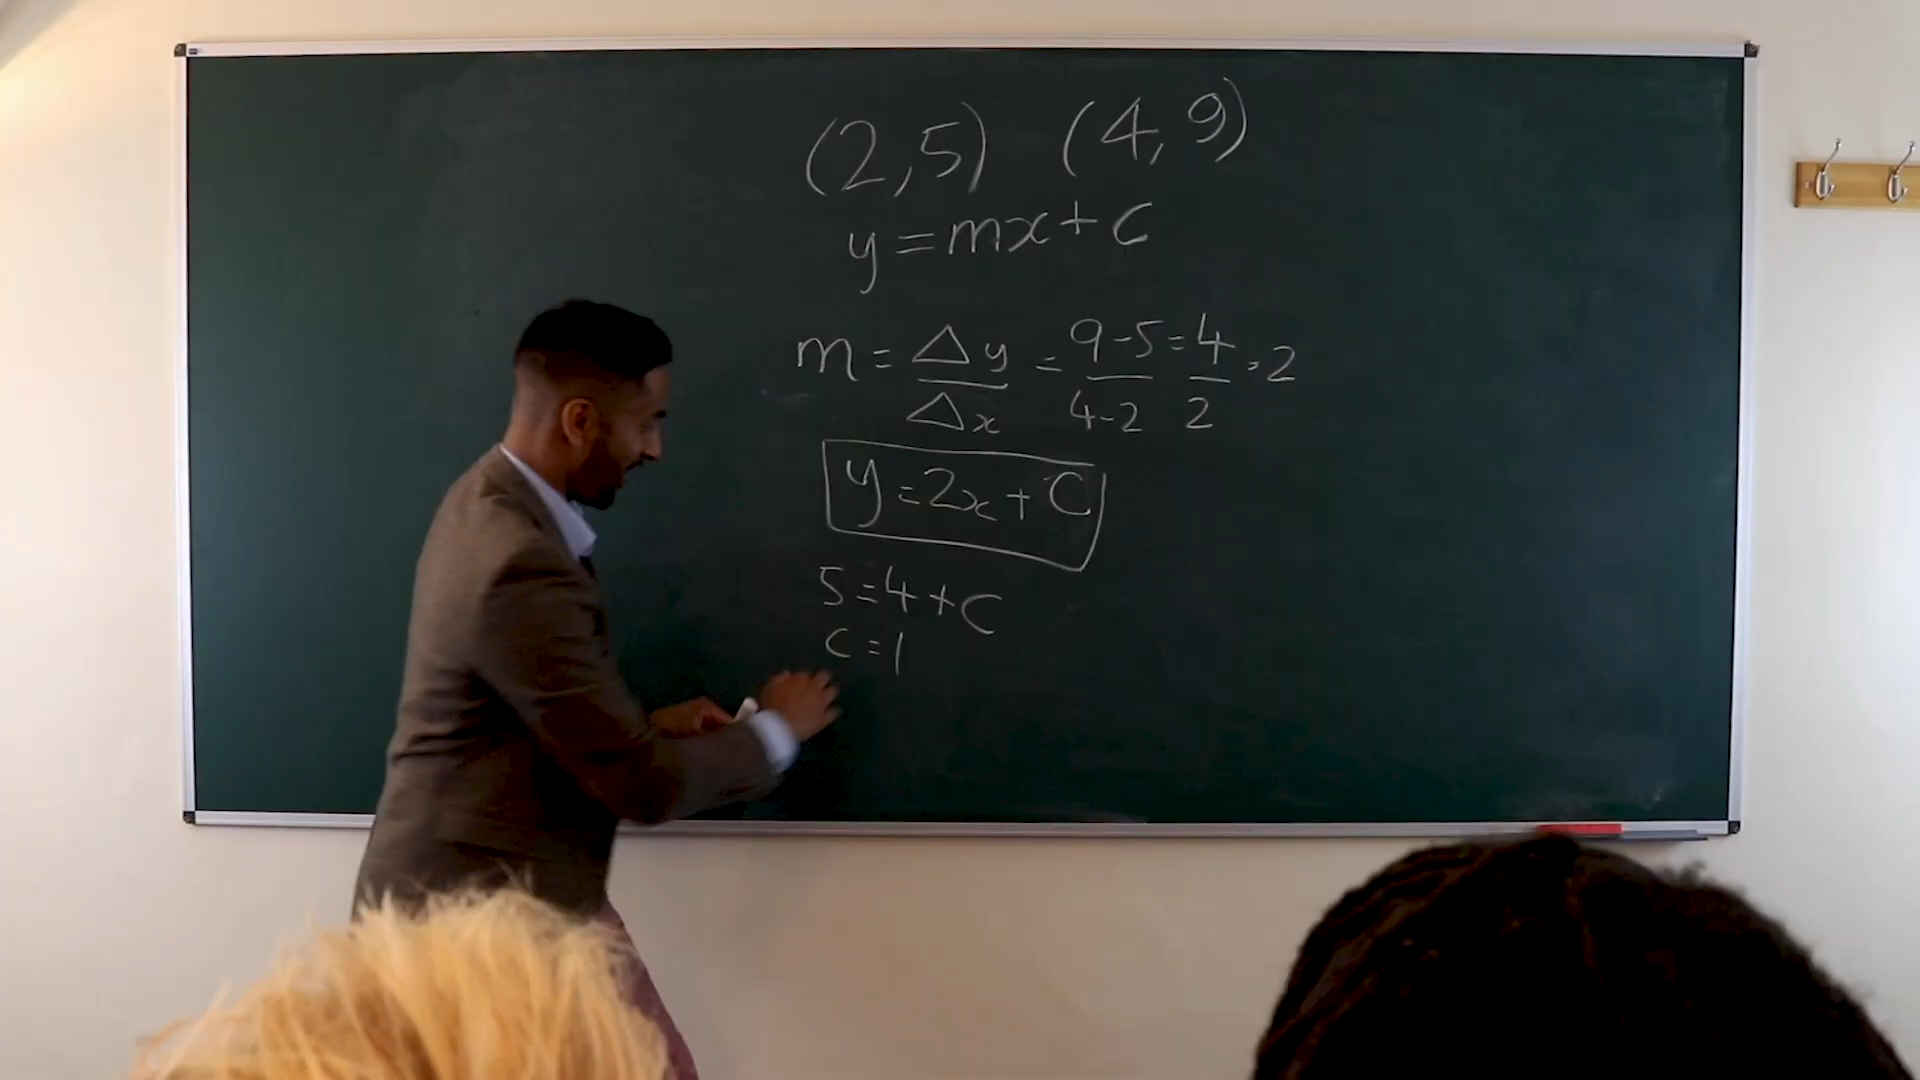 (2,5) (4,9)
y=mx+c
m = Δy/Δx = 9-5/4-2 = 4/2 = 2
y=2x+C
5=4+C
C=1